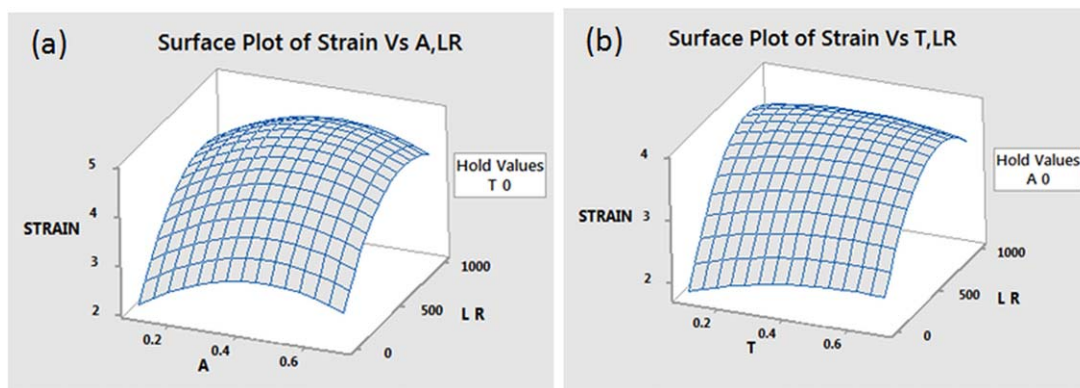 (a)
Surface Plot of Strain Vs A,LR
5
4
STRAIN
3
2
0.2
0.4
A
0.6
0
500
L R
1000
Hold Values
T 0
(b)
Surface Plot of Strain Vs T,LR
4
STRAIN
3
2
0.2
0.4
T
0.6
0
500
L R
1000
Hold Values
A 0